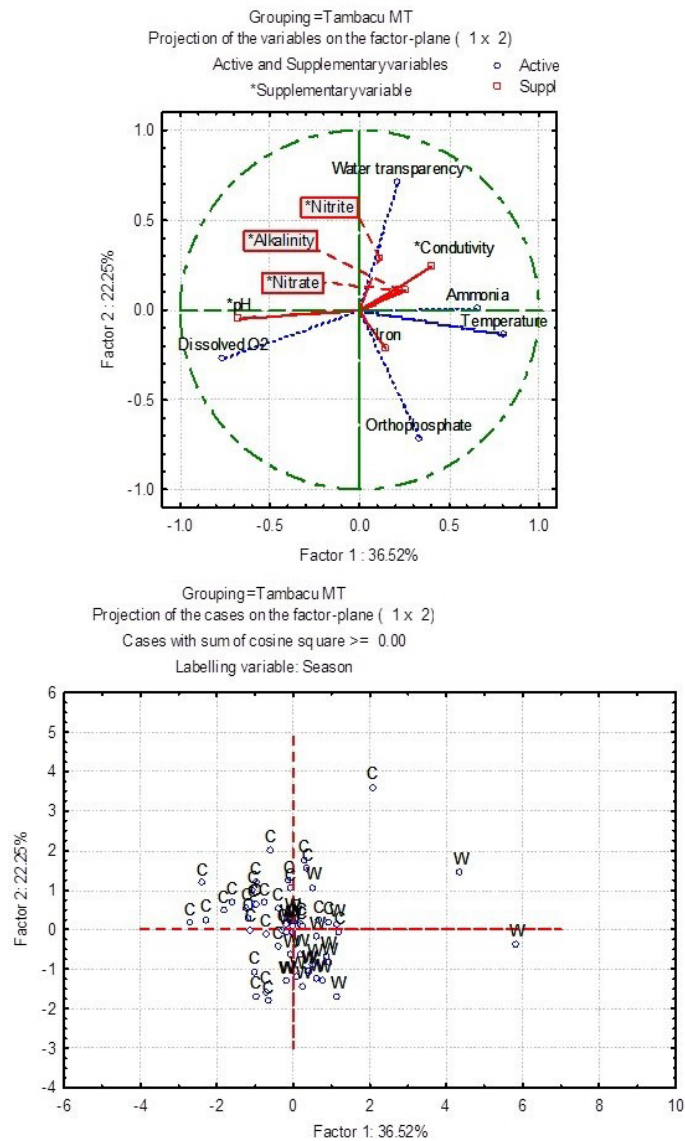 Grouping=Tambacu MT
Projection of the variables on the factor-plane ( 1 x 2)
Active and Supplementaryvariables
*Supplementaryvariable
Active
Suppl
1.0
0.5
0.0
-0.5
-1.0
Factor 2 : 22.25%
Water transparency
*Nitrite
*Alkalinity
*Condutivity
*Nitrate
Ammonia
*pH
Temperature
Iron
Dissolved O2
Orthophosphate
-1.0 -0.5 0.0 0.5 1.0
Factor 1 : 36.52%
Grouping=Tambacu MT
Projection of the cases on the factor-plane ( 1 x 2)
Cases with sum of cosine square >= 0.00
Labelling variable: Season
6
5
4
3
2
1
0
-1
-2
-3
-4
Factor 2: 22.25%
C
W
C
C
C
C
W
W
-6 -4 -2 0 2 4 6 8 10
Factor 1: 36.52%